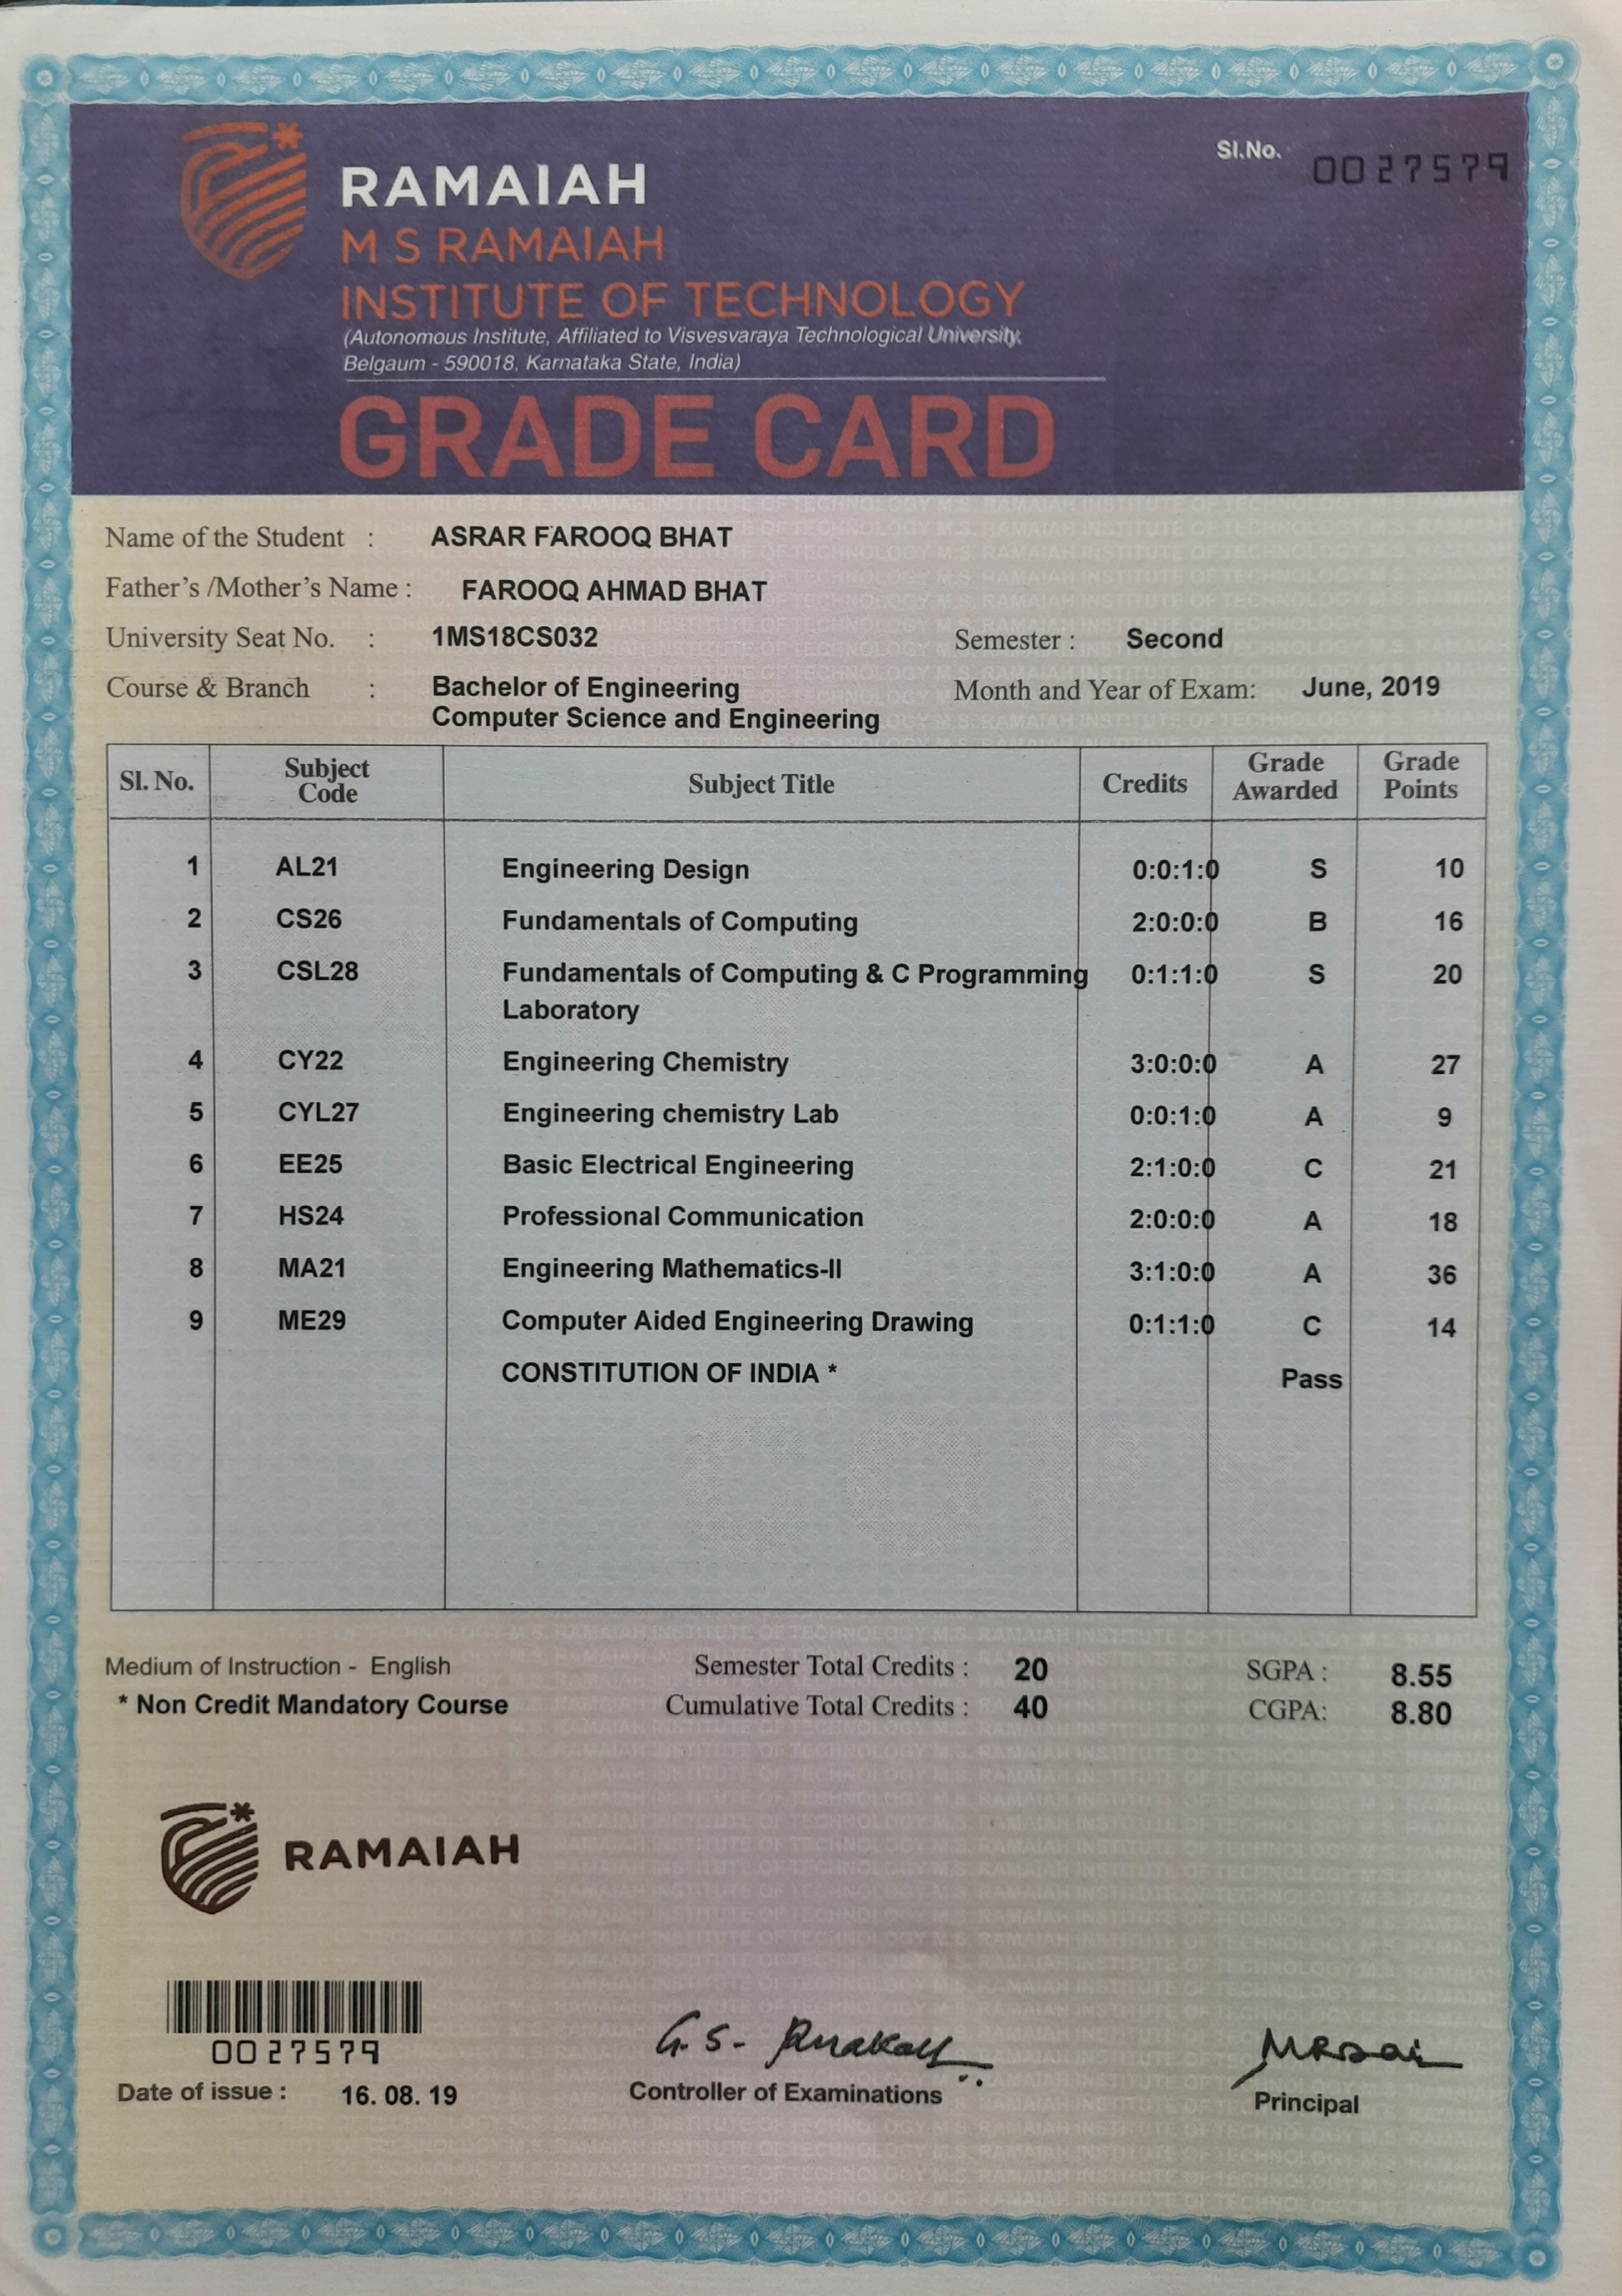 Sl.No. 0027579
RAMAIAH
M S RAMAIAH
INSTITUTE OF TECHNOLOGY
(Autonomous Institute, Affiliated to Visvesvaraya Technological University,
Belgaum - 590018, Karnataka State, India)
GRADE CARD
Name of the Student : ASRAR FAROOQ BHAT
Father's /Mother's Name : FAROOQ AHMAD BHAT
University Seat No. : 1MS18CS032 Semester : Second
Course & Branch : Bachelor of Engineering Month and Year of Exam: June, 2019
Computer Science and Engineering
Sl. No. Subject Code Subject Title Credits Grade Awarded Grade Points
1 AL21 Engineering Design 0:0:1:0 S 10
2 CS26 Fundamentals of Computing 2:0:0:0 B 16
3 CSL28 Fundamentals of Computing & C Programming 0:1:1:0 S 20
Laboratory
4 CY22 Engineering Chemistry 3:0:0:0 A 27
5 CYL27 Engineering chemistry Lab 0:0:1:0 A 9
6 EE25 Basic Electrical Engineering 2:1:0:0 C 21
7 HS24 Professional Communication 2:0:0:0 A 18
8 MA21 Engineering Mathematics-II 3:1:0:0 A 36
9 ME29 Computer Aided Engineering Drawing 0:1:1:0 C 14
CONSTITUTION OF INDIA * Pass
Medium of Instruction - English Semester Total Credits : 20 SGPA : 8.55
* Non Credit Mandatory Course Cumulative Total Credits : 40 CGPA: 8.80
RAMAIAH
0027579
Date of issue : 16. 08. 19 Controller of Examinations Principal